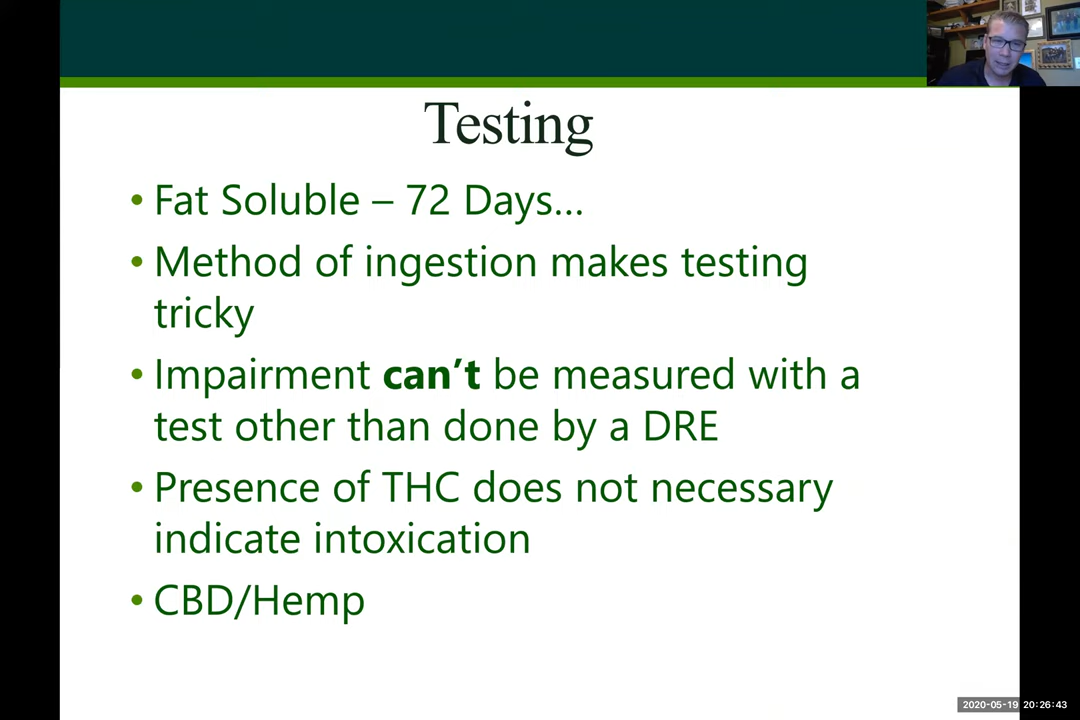 Testing
• Fat Soluble – 72 Days...
• Method of ingestion makes testing
tricky
• Impairment can't be measured with a
test other than done by a DRE
• Presence of THC does not necessary
indicate intoxication
• CBD/Hemp
2020-05-19 20:26:43